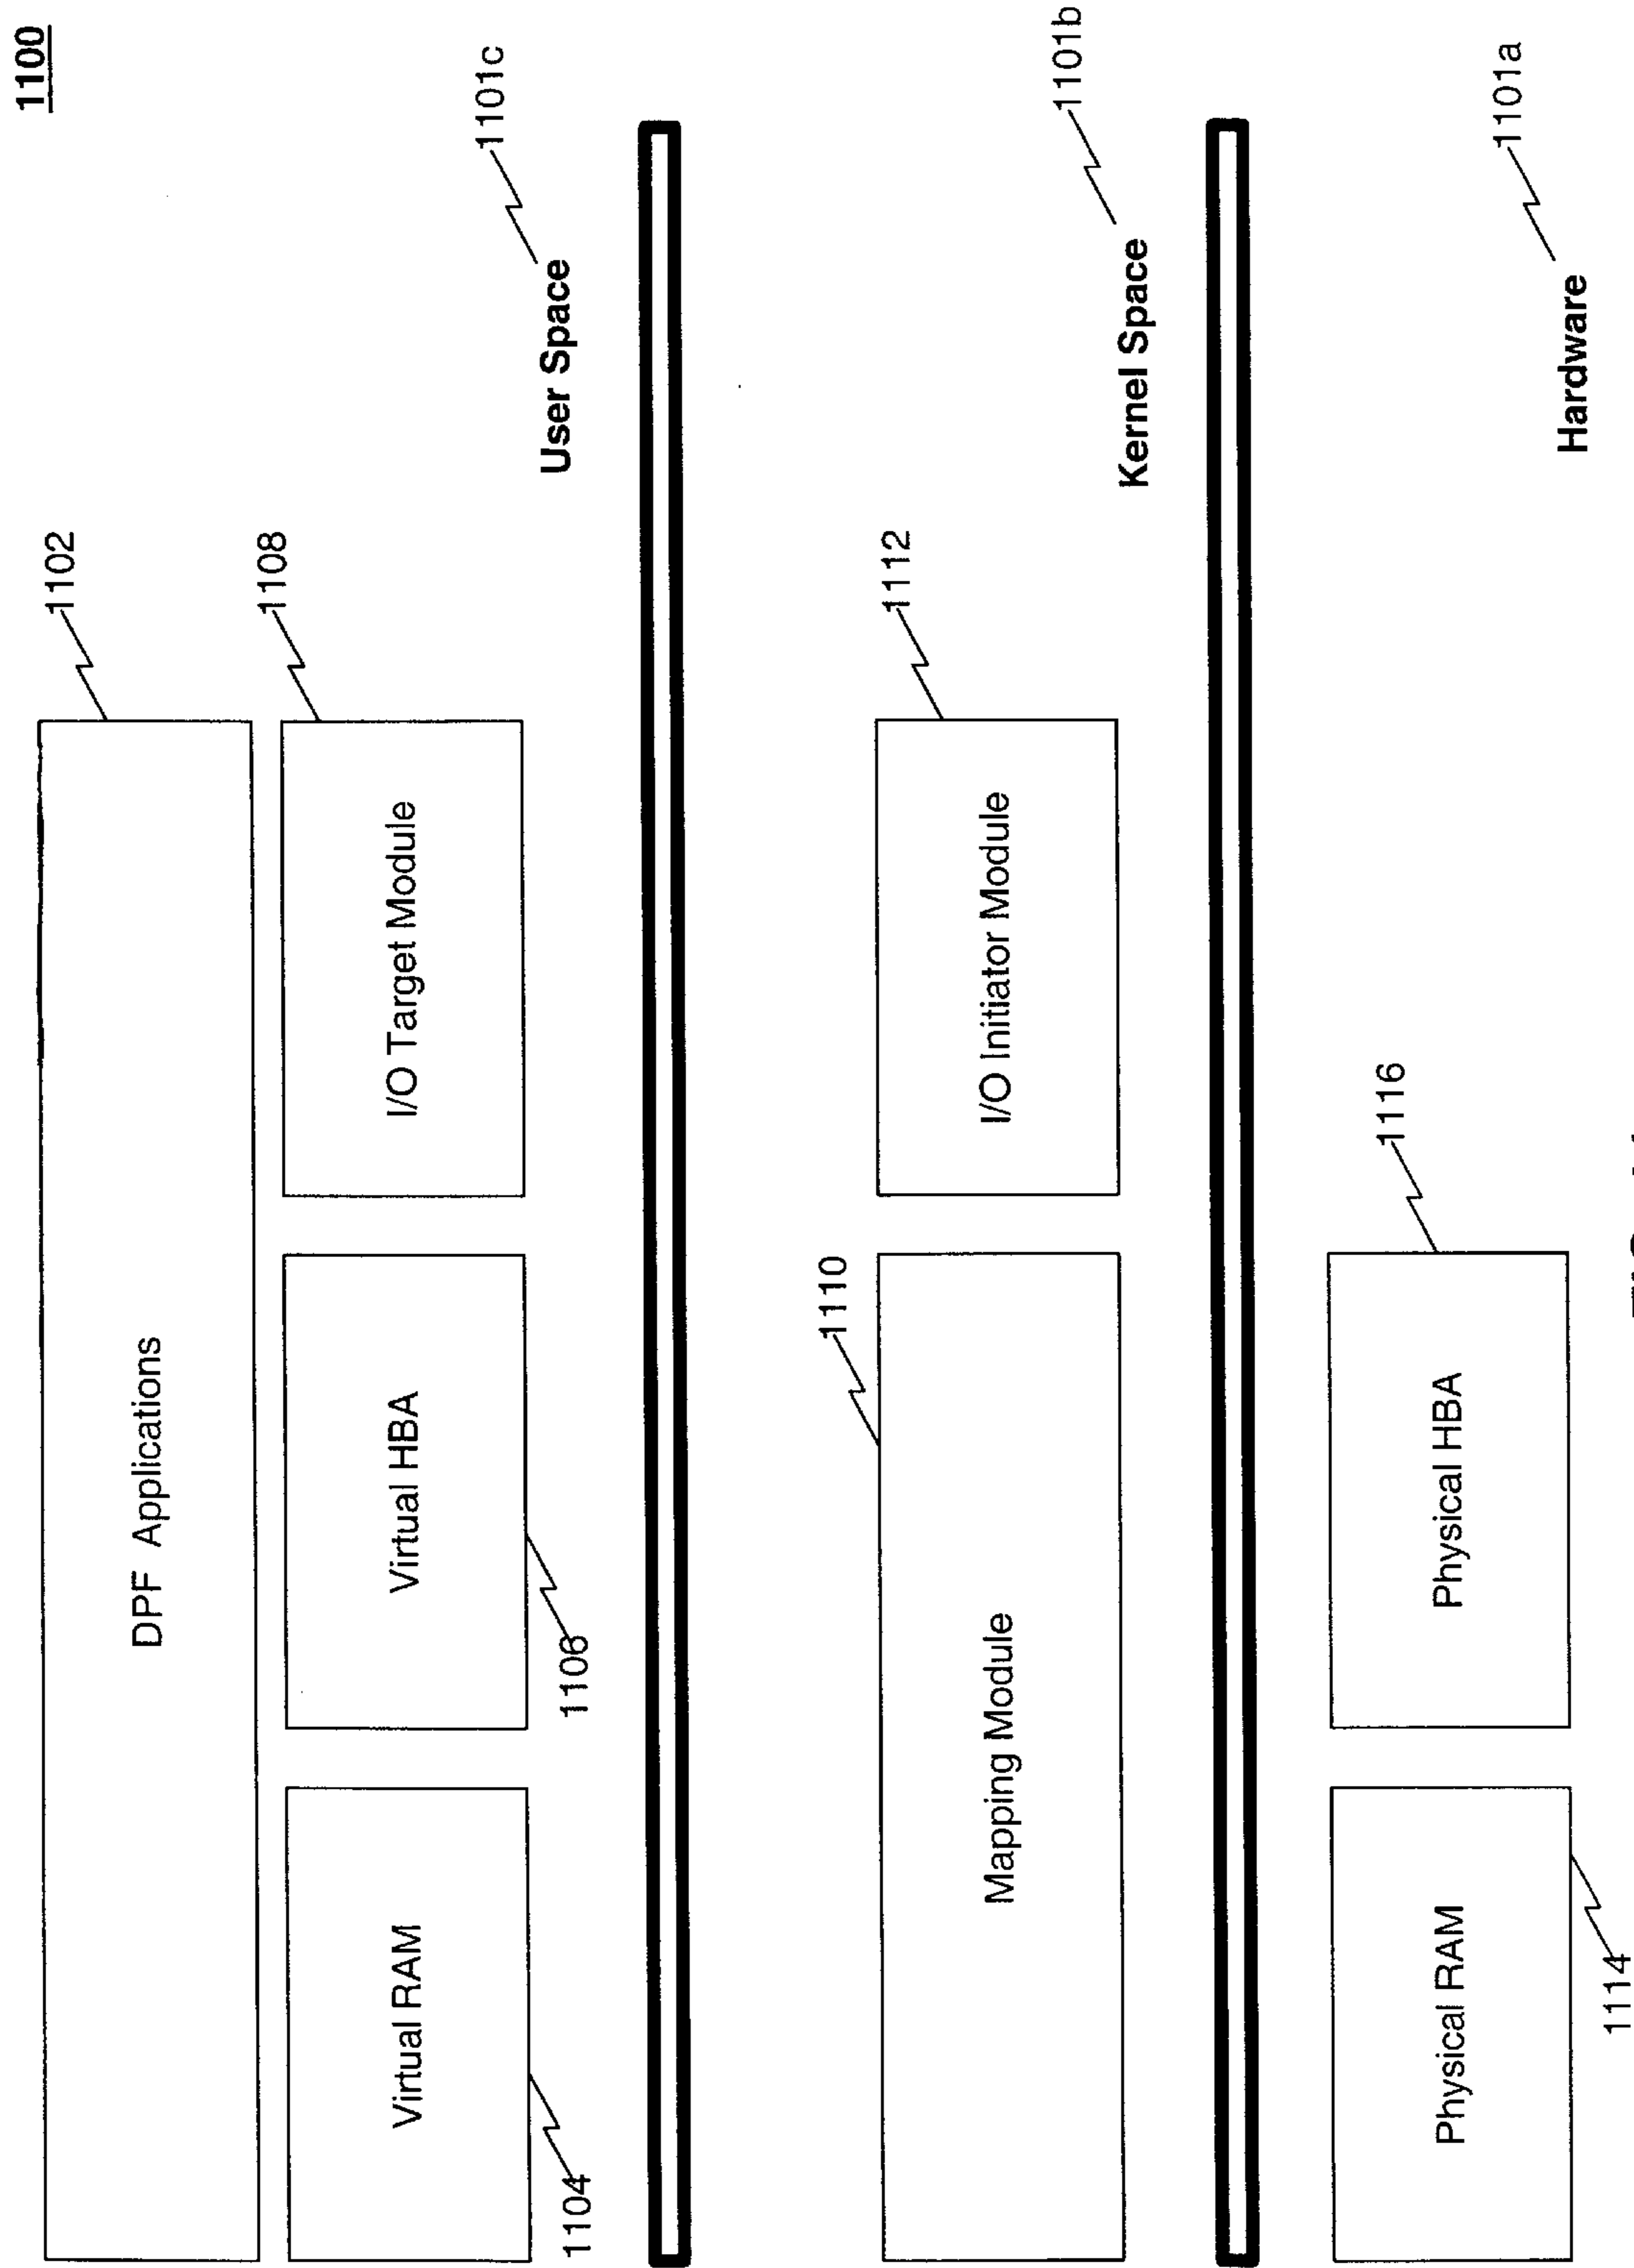 1100
1102
DPF Applications
1108
Virtual RAM
Virtual HBA
I/O Target Module
1104
1106
User Space
1101c
1110
1112
Mapping Module
I/O Initiator Module
Kernel Space
1101b
1116
Physical RAM
Physical HBA
1114
Hardware
1101a